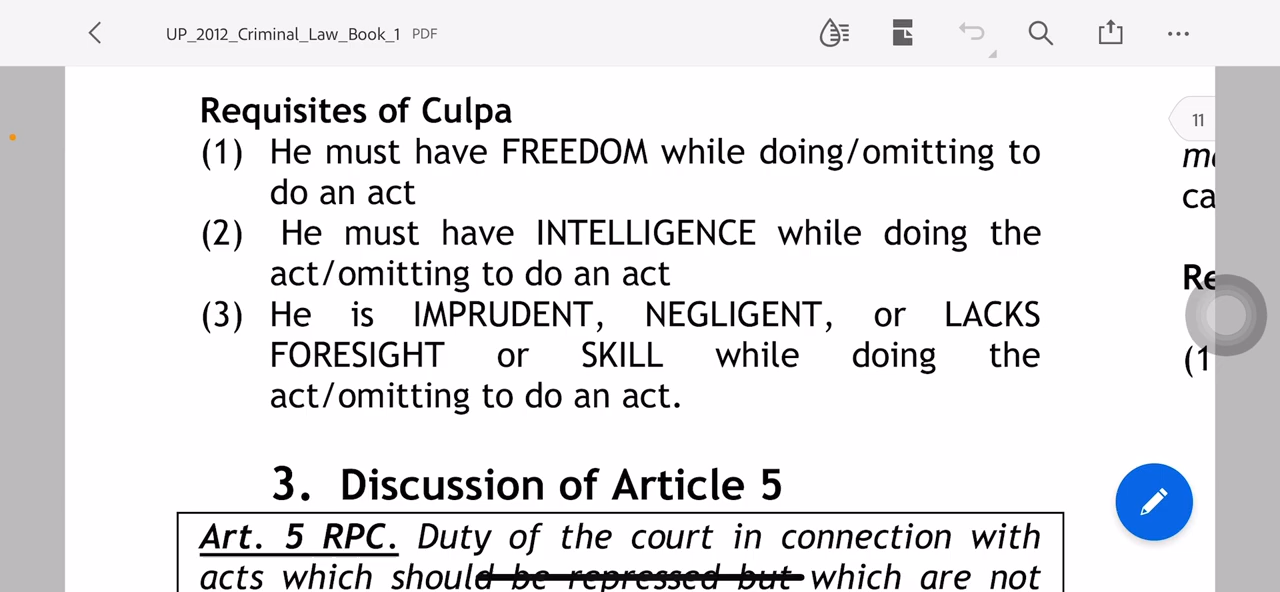 UP_2012_Criminal_Law_Book_1 PDF
Requisites of Culpa
(1) He must have FREEDOM while doing/omitting to
do an act
(2) He must have INTELLIGENCE while doing the
act/omitting to do an act
(3) He is IMPRUDENT, NEGLIGENT, or LACKS
FORESIGHT or SKILL while doing the
act/omitting to do an act.
3. Discussion of Article 5
Art. 5 RPC. Duty of the court in connection with
acts which should be repressed but which are not
11
ca
Re
(1